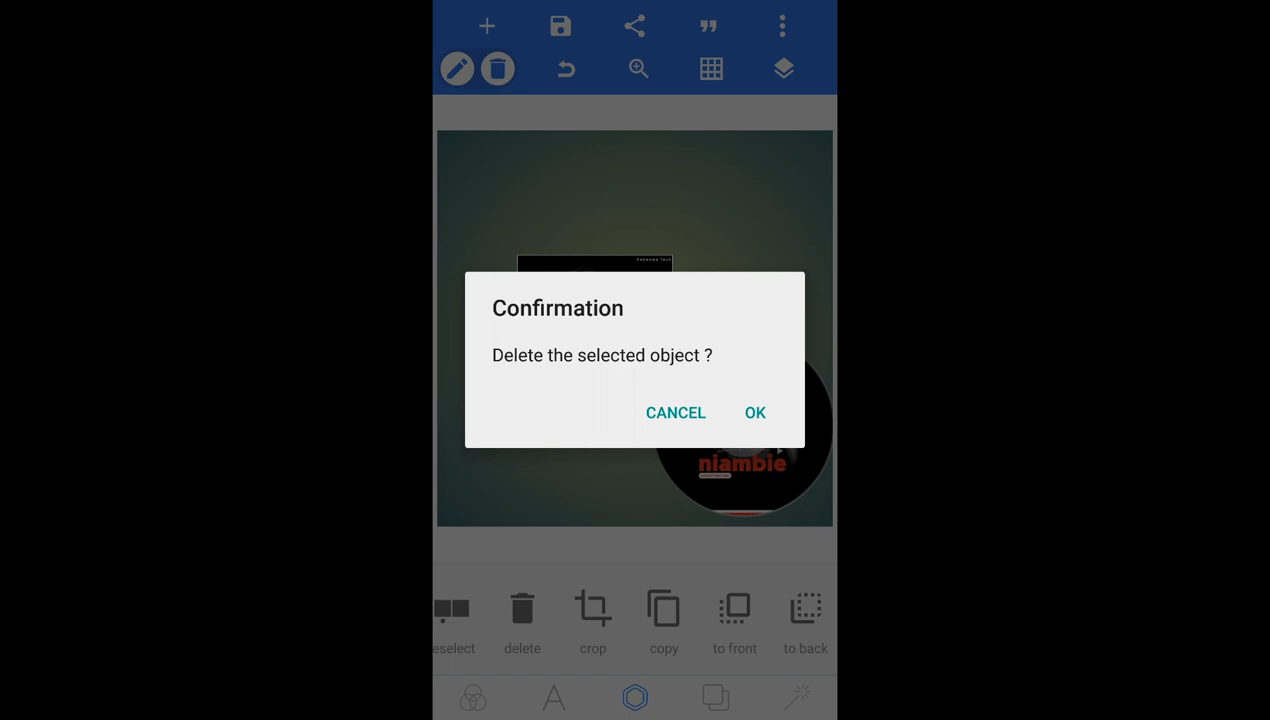 Confirmation
Delete the selected object ?
CANCEL OK
niambie
eselect delete crop copy to front to back
A